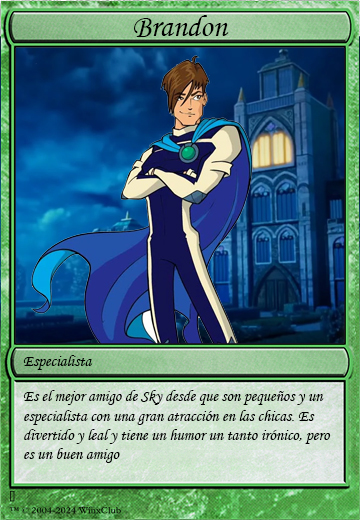 Brandon
Especialista
Es el mejor amigo de Sky desde que son pequeños y un
especialista con una gran atracción en las chicas. Es
divertido y leal y tiene un humor un tanto irónico, pero
es un buen amigo
™ © 2004-2024 WinxClub